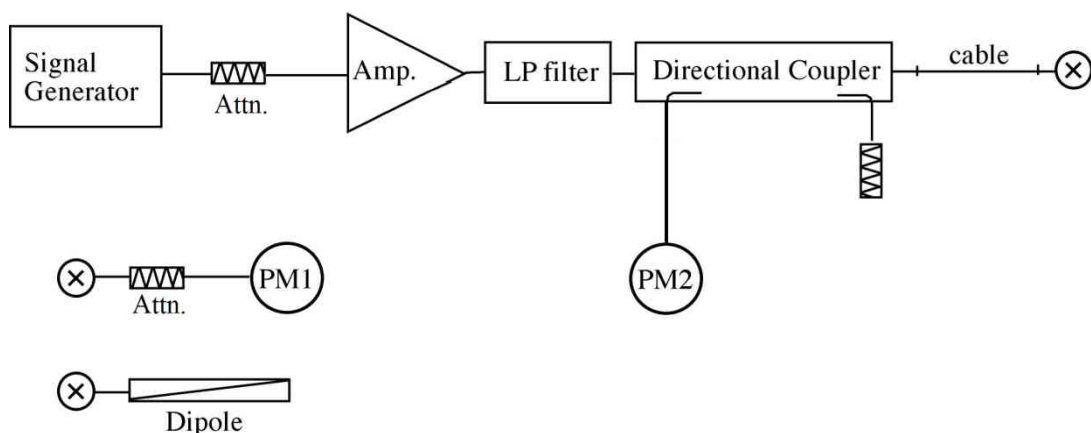 Signal
Generator
Attn.
Amp.
LP filter
Directional Coupler
cable
PM2
Attn.
PM1
Dipole